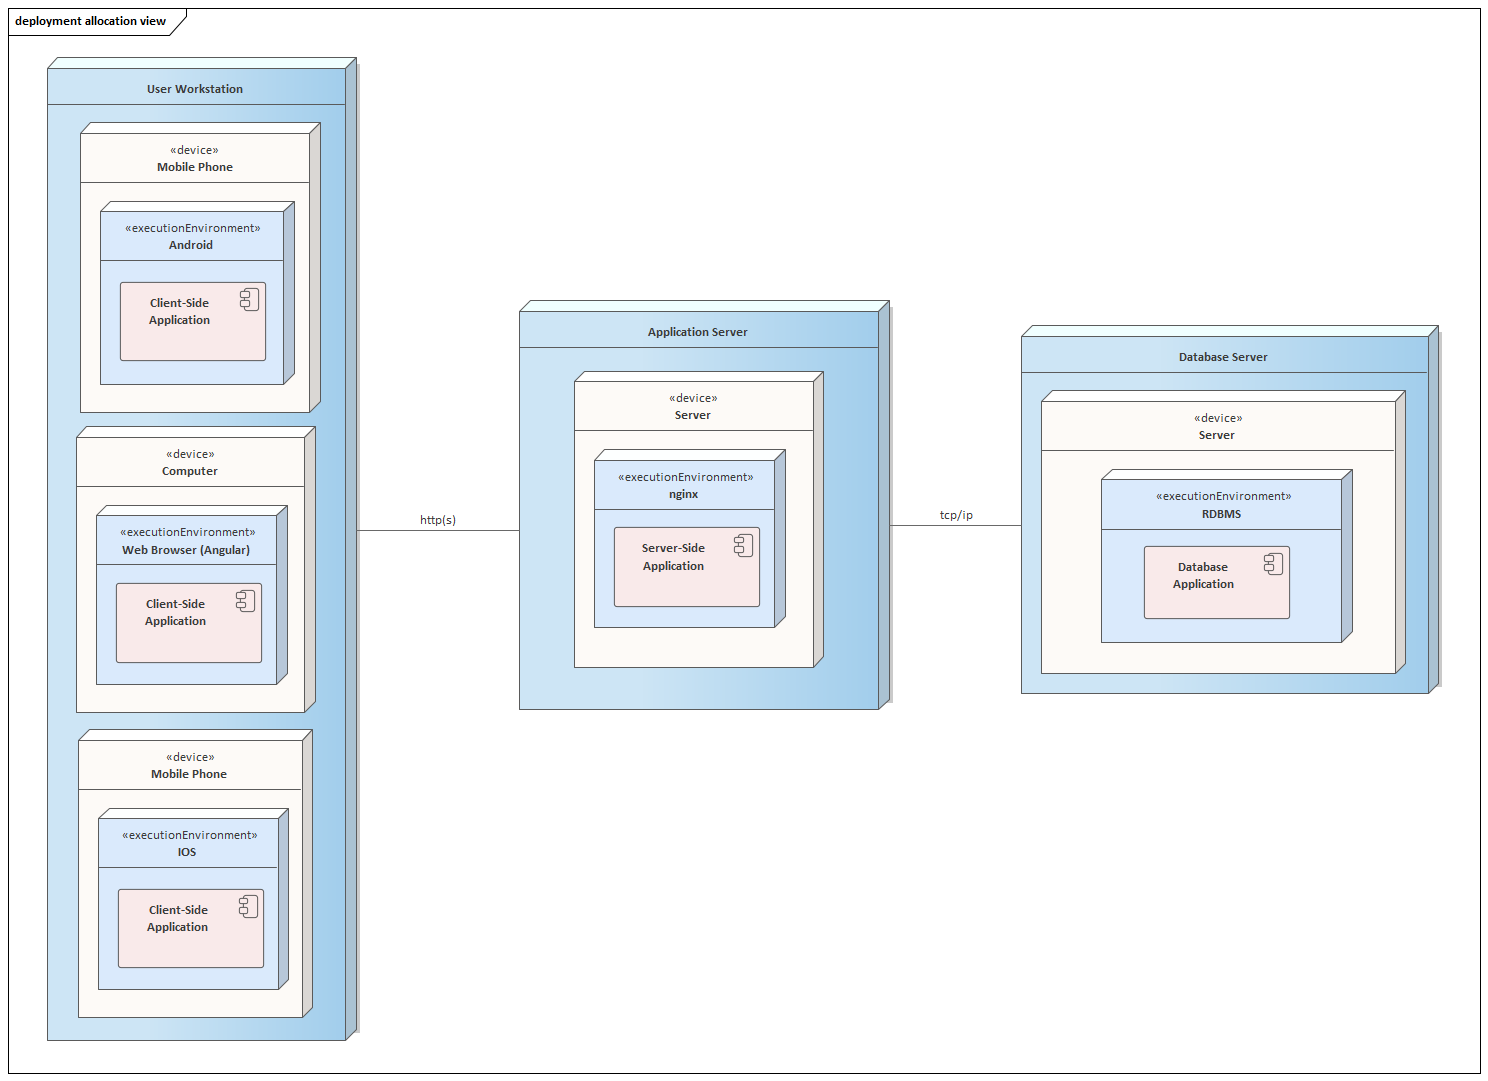 deployment allocation view
User Workstation
«device»
Mobile Phone
«executionEnvironment»
Android
Client-Side
Application
«device»
Computer
«executionEnvironment»
Web Browser (Angular)
Client-Side
Application
«device»
Mobile Phone
«executionEnvironment»
IOS
Client-Side
Application
http(s)
Application Server
«device»
Server
«executionEnvironment»
nginx
Server-Side
Application
tcp/ip
Database Server
«device»
Server
«executionEnvironment»
RDBMS
Database
Application